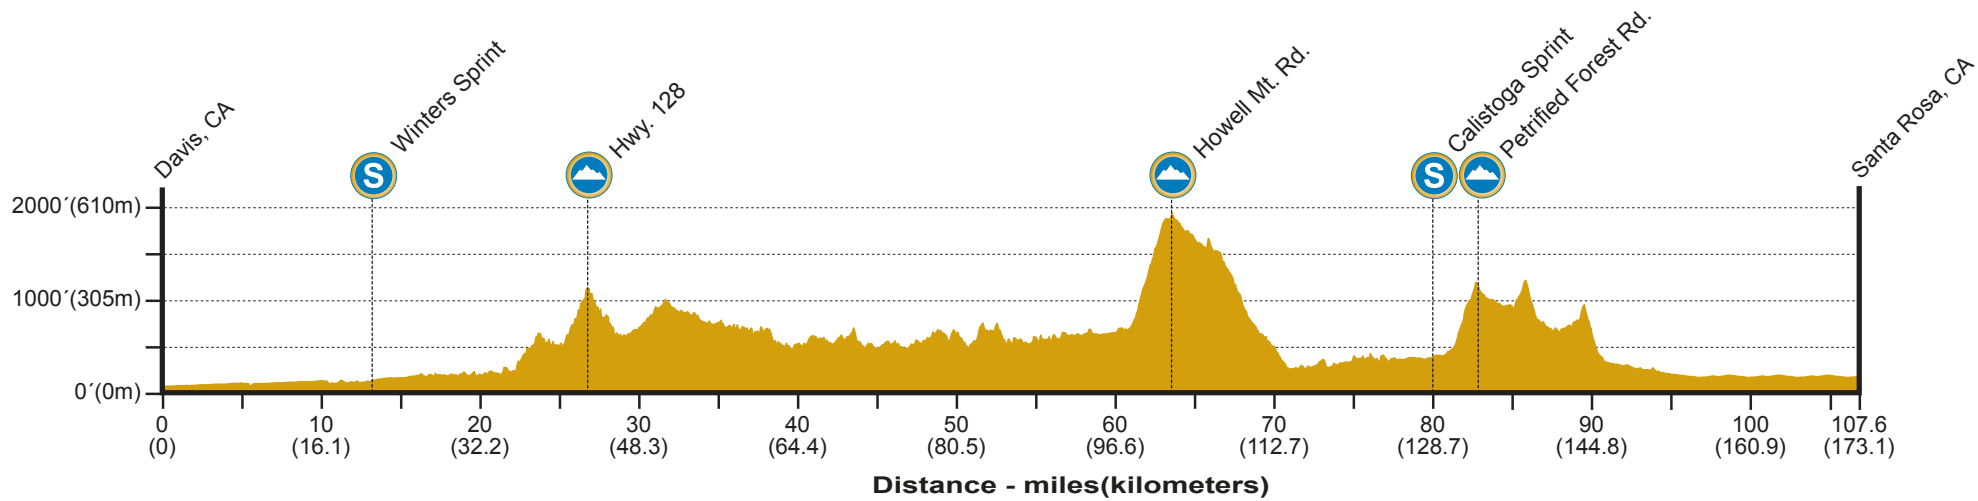 Davis, CA
Winters Sprint
Hwy. 128
Howell Mt. Rd.
Calistoga Sprint
Petrified Forest Rd.
Santa Rosa, CA
S
S
2000´(610m)
1000´(305m)
0´(0m)
0 10 20 30 40 50 60 70 80 90 100 107.6
(0) (16.1) (32.2) (48.3) (64.4) (80.5) (96.6) (112.7) (128.7) (144.8) (160.9) (173.1)
Distance - miles(kilometers)